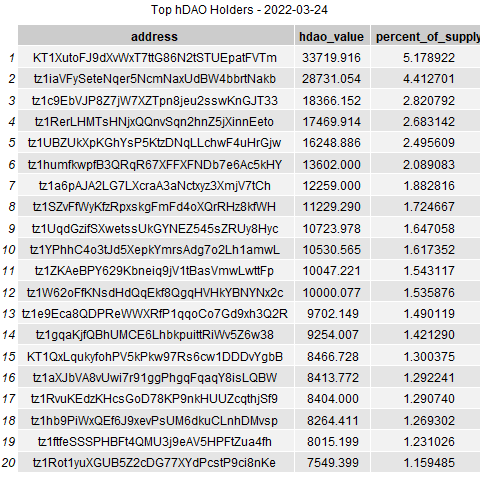 Top hDAO Holders - 2022-03-24
address hdao_value percent_of_supply
1 KT1XutoFJ9dXvWxT7ttG86N2tSTUEpatFVTm 33719.916 5.178922
2 tz1iaVFySeteNqer5NcmNaxUdBW4bbrtNakb 28731.054 4.412701
3 tz1c9EbVJP8Z7jW7XZTpn8jeu2sswKnGJT33 18366.152 2.820792
4 tz1RerLHMTsHNjxQQnvSqn2hnZ5jXinnEeto 17469.914 2.683142
5 tz1UBZUkXpKGhYsP5KtzDNqLLchwF4uHrGjw 16248.886 2.495609
6 tz1humfkwpfB3QRqR67XFFXFNDb7e6Ac5kHY 13602.000 2.089083
7 tz1a6pAJA2LG7LXcraA3aNctxyz3XmjV7tCh 12259.000 1.882816
8 tz1SZvFfWyKfzRpxskgFmFd4oXQrRHz8kfWH 11229.290 1.724667
9 tz1UqdGzifSXwetssUkGYNEZ545sZRUy8Hyc 10723.978 1.647058
10 tz1YPhhC4o3tJd5XepkYmrsAdg7o2Lh1amwL 10530.565 1.617352
11 tz1ZKAeBPY629Kbneiq9jV1tBasVmwLwttFp 10047.221 1.543117
12 tz1W62oFfKNsdHdQqEkf8QgqHVHkYBNYNx2c 10000.077 1.535876
13 tz1e9Eca8QDPReWWXRfP1qqoCo7Gd9xh3Q2R 9702.149 1.490119
14 tz1gqaKjfQBhUMCE6LhbkpuittRiWv5Z6w38 9254.007 1.421290
15 KT1QxLqukyfohPV5kPkw97Rs6cw1DDDvYgbB 8466.728 1.300375
16 tz1aXJbVA8vUwi7r91ggPhgqFqaqY8isLQBW 8413.772 1.292241
17 tz1RvuKEdzKHcsGoD78KP9nkHUUZcqthjSf9 8404.000 1.290740
18 tz1hb9PiWxQEf6J9xevPsUM6dkuCLnhDMvsp 8264.411 1.269302
19 tz1ftfeSSSPHBFt4QMU3j9eAV5HPFtZua4fh 8015.199 1.231026
20 tz1Rot1yuXGUB5Z2cDG77XYdPcstP9ci8nKe 7549.399 1.159485